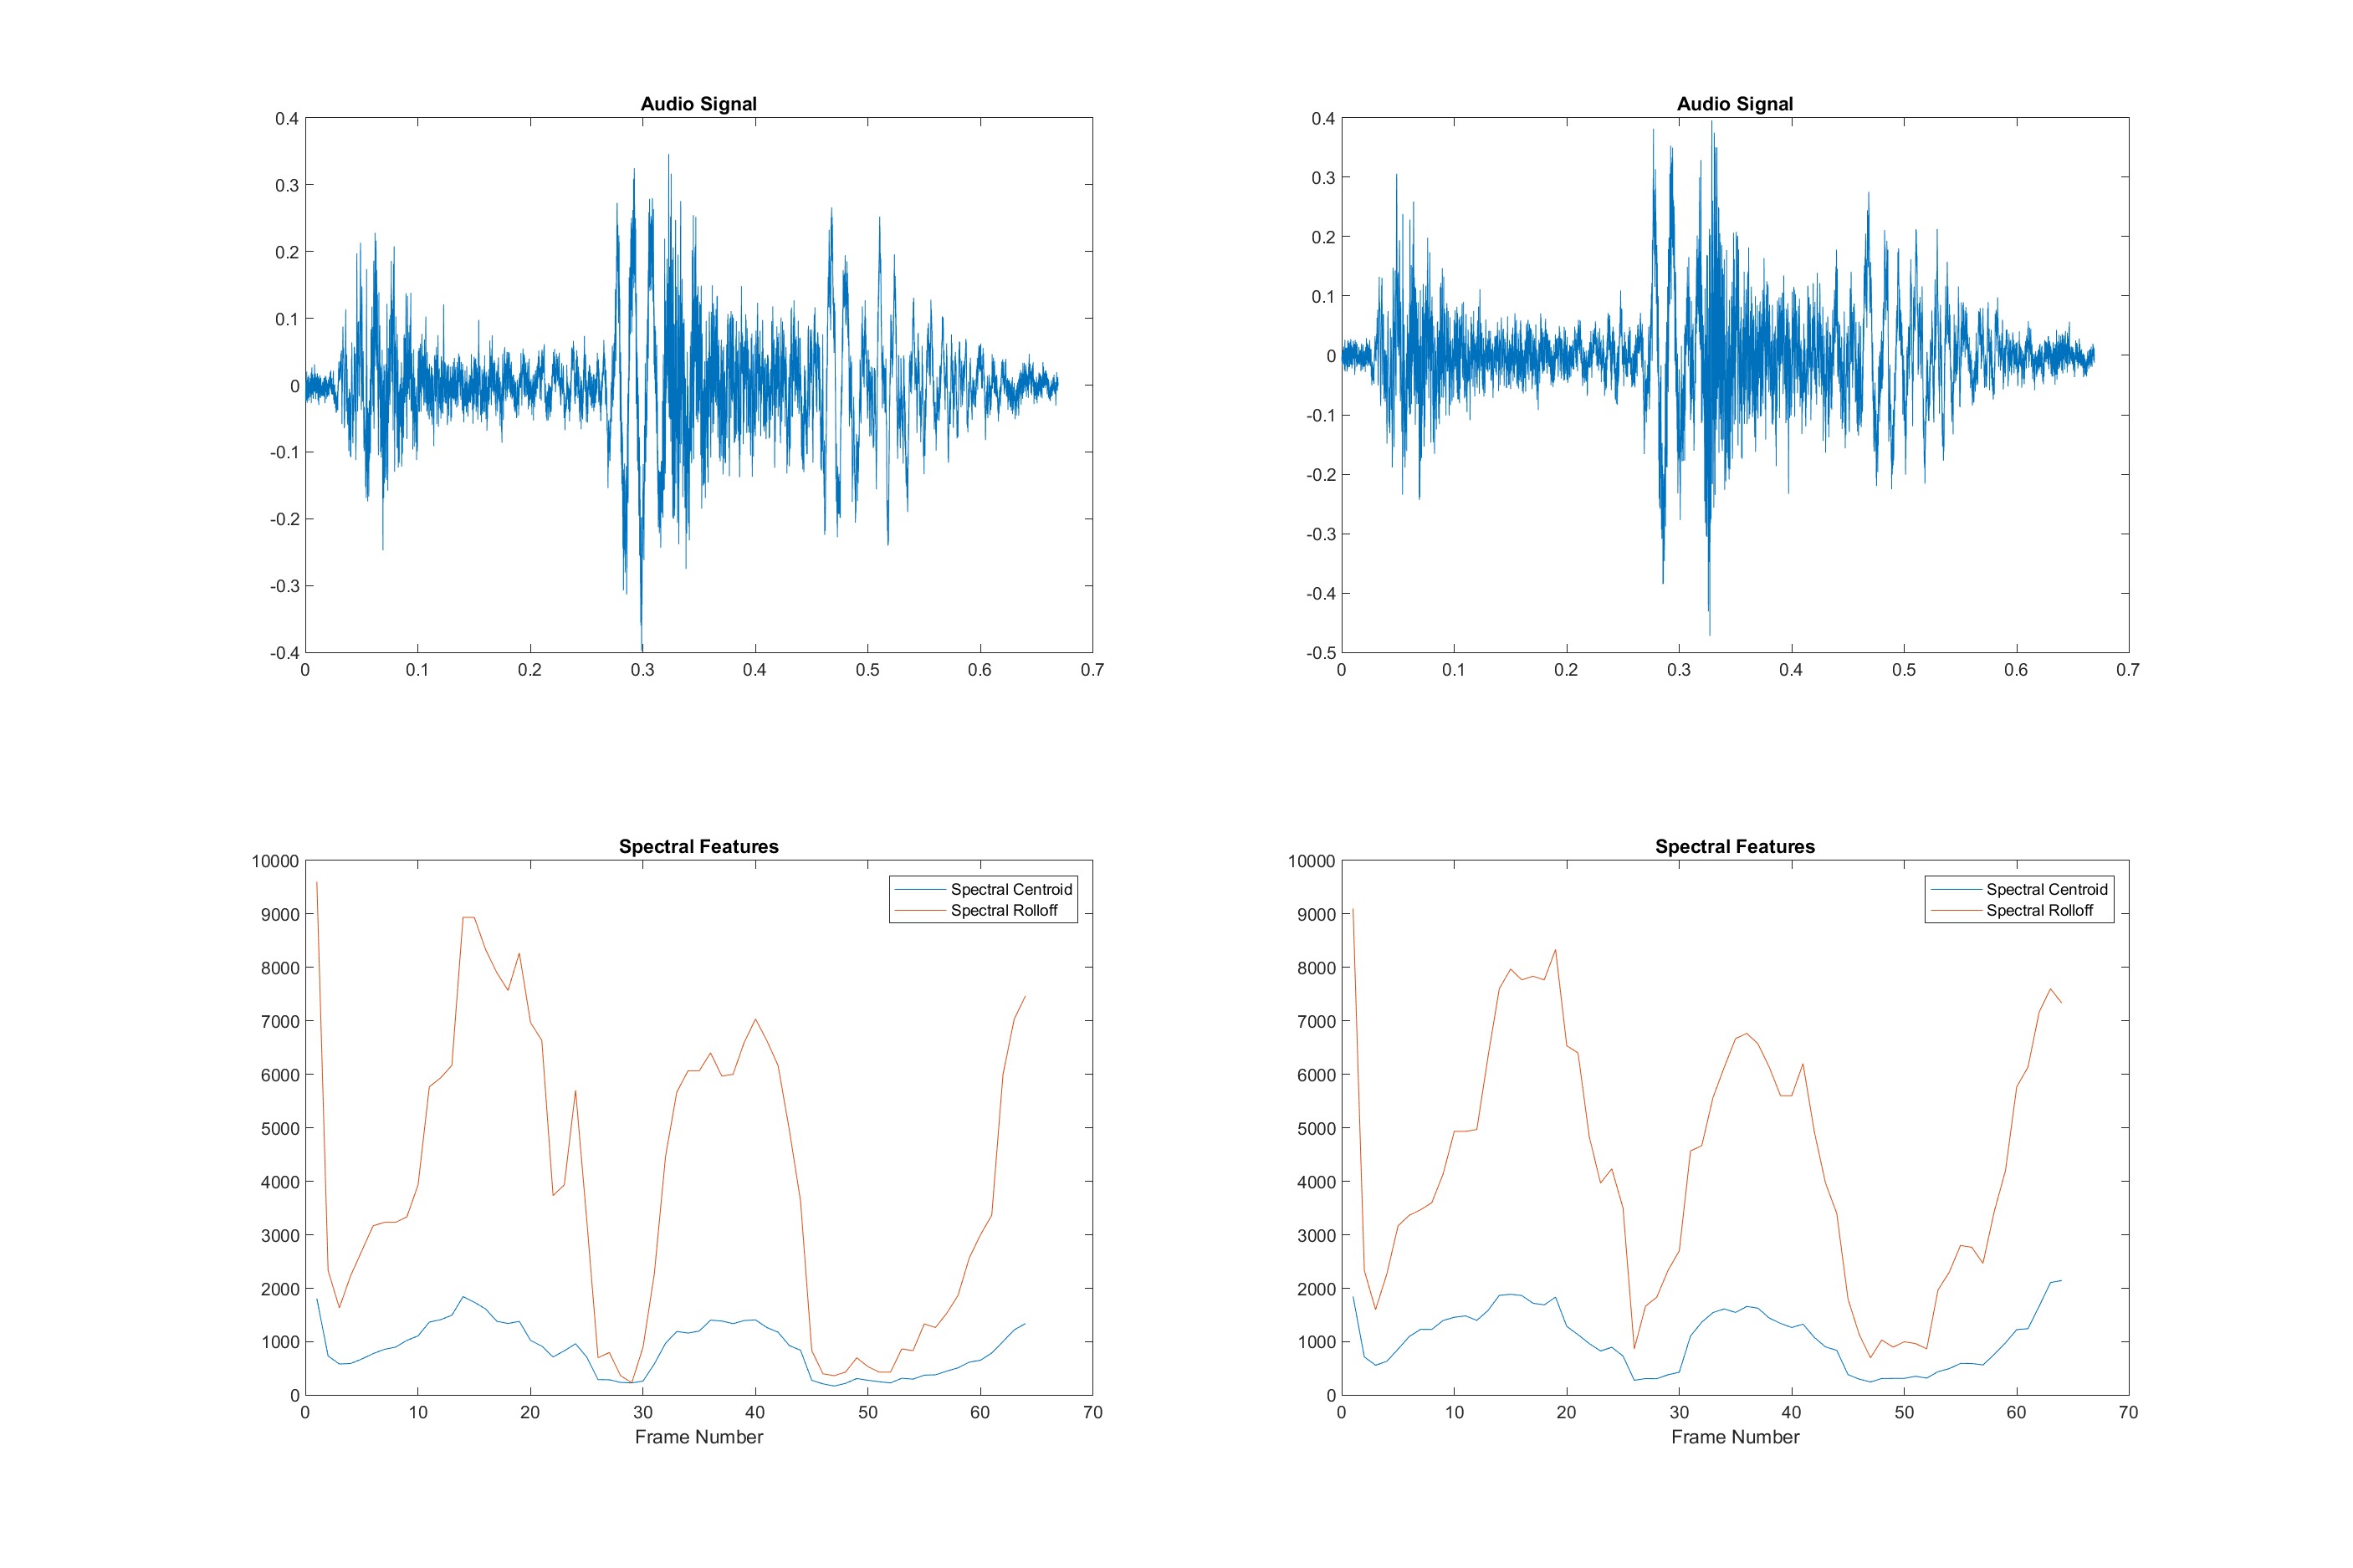 Audio Signal
0.4
0.3
0.2
0.1
0
-0.1
-0.2
-0.3
-0.4
0 0.1 0.2 0.3 0.4 0.5 0.6 0.7
Audio Signal
0.4
0.3
0.2
0.1
0
-0.1
-0.2
-0.3
-0.4
-0.5
0 0.1 0.2 0.3 0.4 0.5 0.6 0.7
Spectral Features
10000
9000
8000
7000
6000
5000
4000
3000
2000
1000
0
Spectral Centroid
Spectral Rolloff
0 10 20 30 40 50 60 70
Frame Number
Spectral Features
10000
9000
8000
7000
6000
5000
4000
3000
2000
1000
0
Spectral Centroid
Spectral Rolloff
0 10 20 30 40 50 60 70
Frame Number